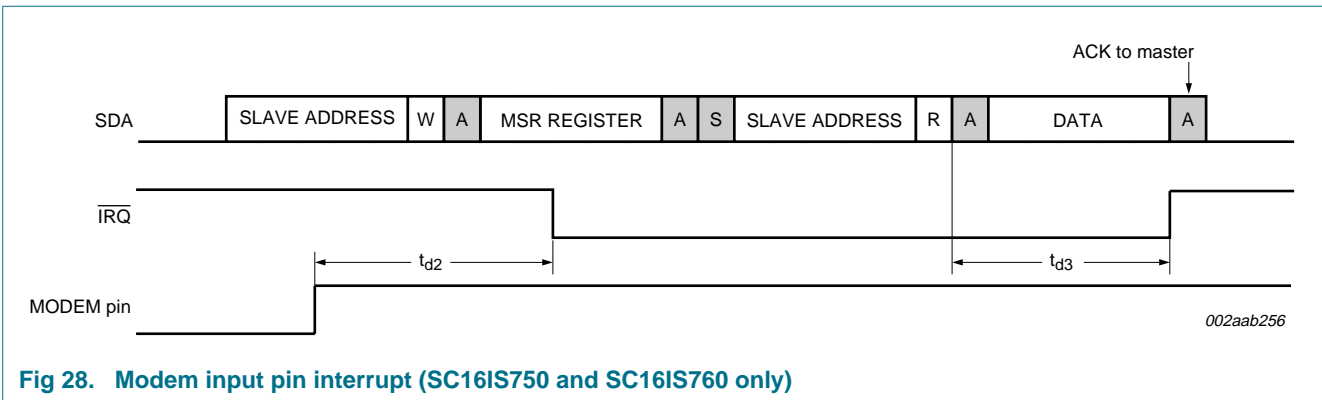 ACK to master
SDA SLAVE ADDRESS W A MSR REGISTER A S SLAVE ADDRESS R A DATA A
IRQ
td2 td3
MODEM pin
002aab256
Fig 28. Modem input pin interrupt (SC16IS750 and SC16IS760 only)